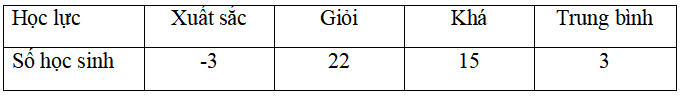 Học lực Xuất sắc Giỏi Khá Trung bình
Số học sinh -3 22 15 3